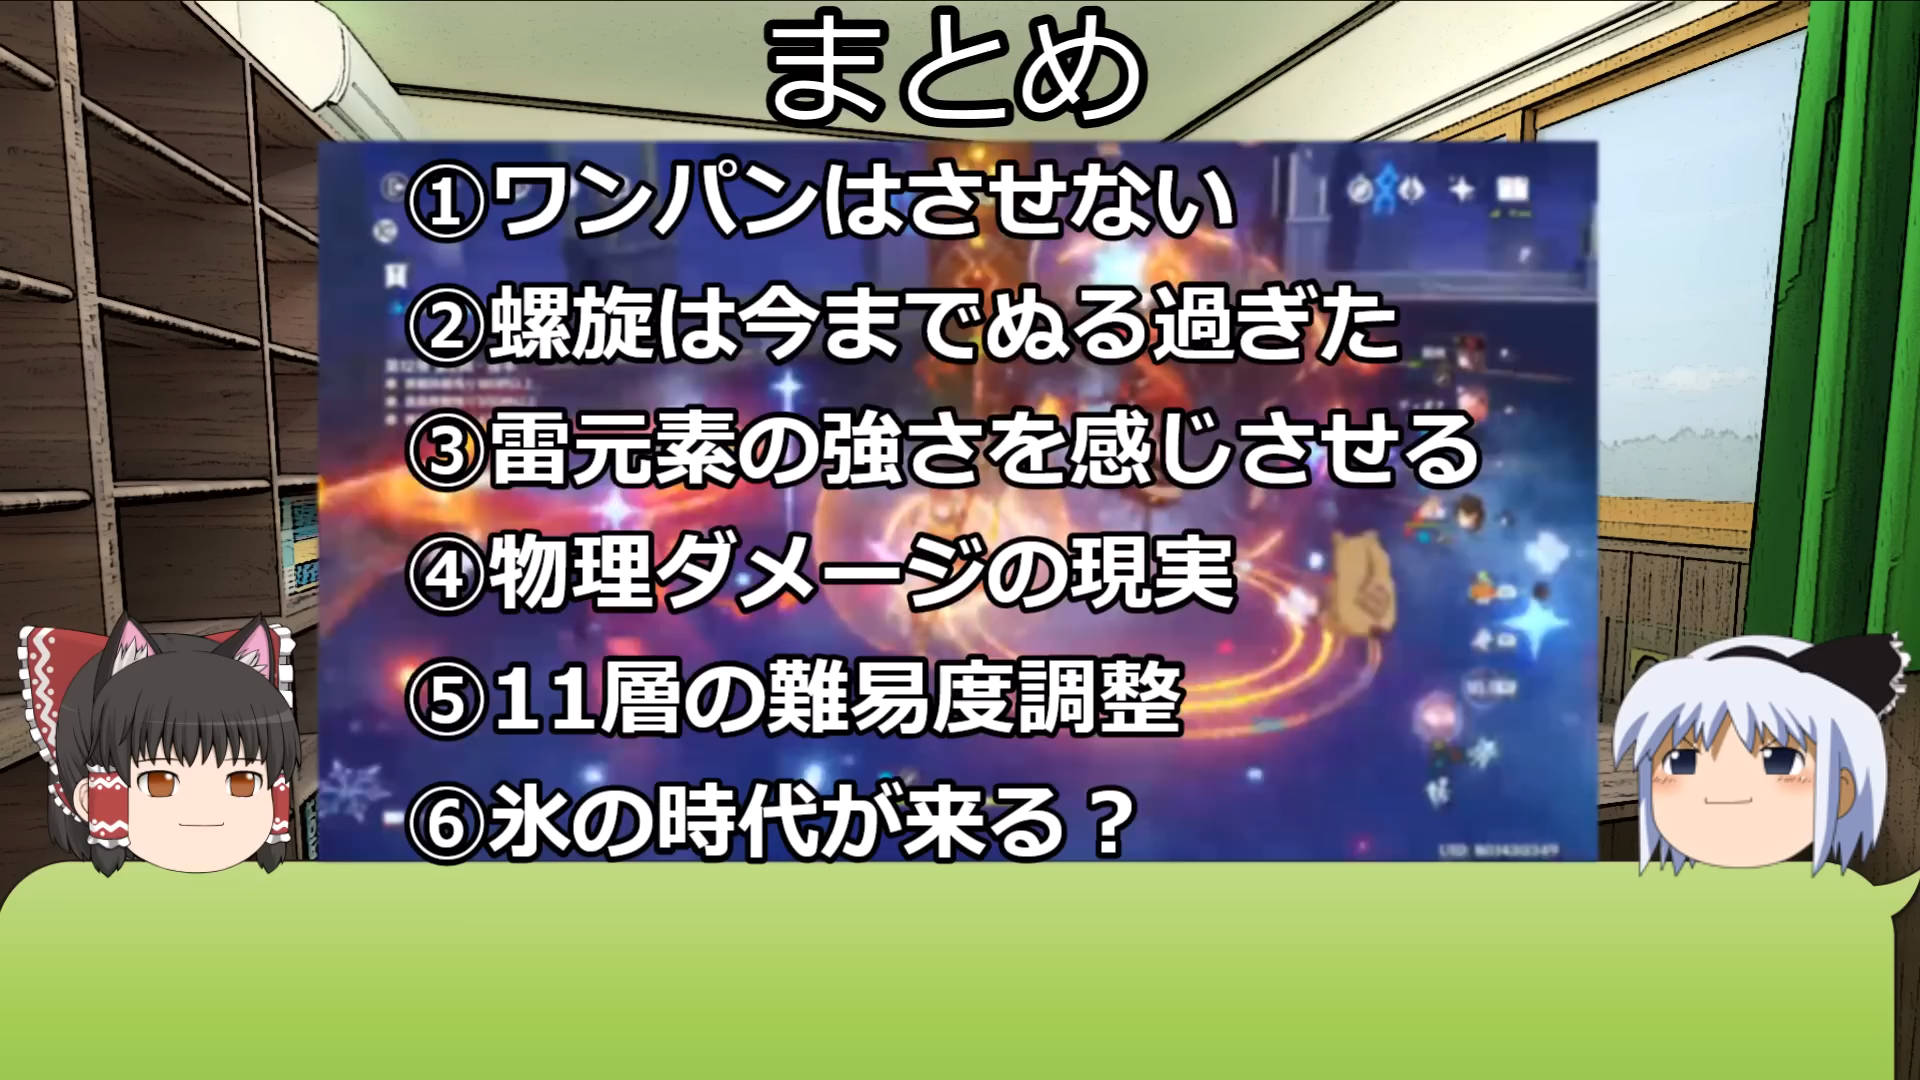 まとめ
①ワンパンはさせない
②螺旋は今までぬる過ぎた
③雷元素の強さを感じさせる
④物理ダメージの現実
⑤11層の難易度調整
⑥氷の時代が来る？